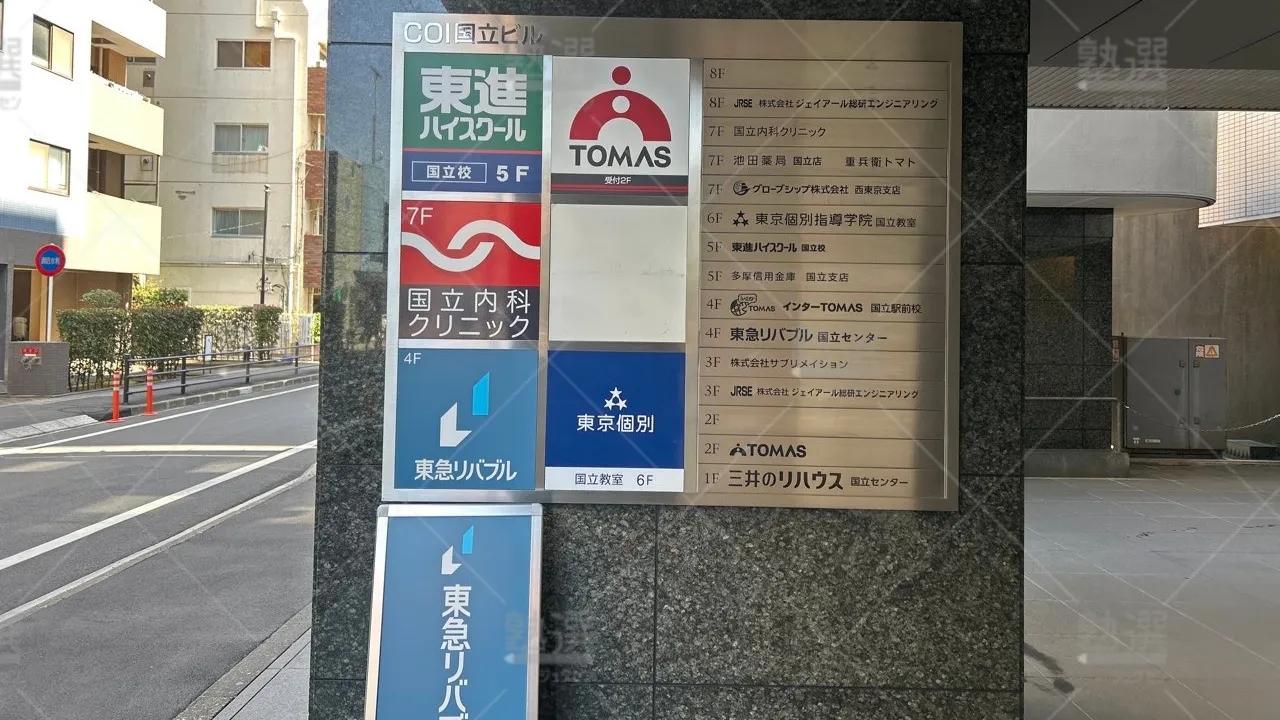 COI国立ビル
東進
ハイスクール
国立校 5F
TOMAS
受付2F
7F
国立内科
クリニック
4F
東急リバブル
東京個別
国立教室 6F
8F
8F JRSE 株式会社 ジェイアール総研エンジニアリング
7F 国立内科クリニック
7F 池田薬局 国立店 重兵衛トマト
7F グローブシップ株式会社 西東京支店
6F 東京個別指導学院 国立教室
5F 東進ハイスクール 国立校
5F 多摩信用金庫 国立支店
4F TOMAS インターTOMAS 国立駅前校
4F 東急リバブル 国立センター
3F 株式会社サブリメイション
3F JRSE 株式会社 ジェイアール総研エンジニアリング
2F
2F TOMAS
1F 三井のリハウス 国立センター
東急リバブ
塾選
塾選
塾選
塾選